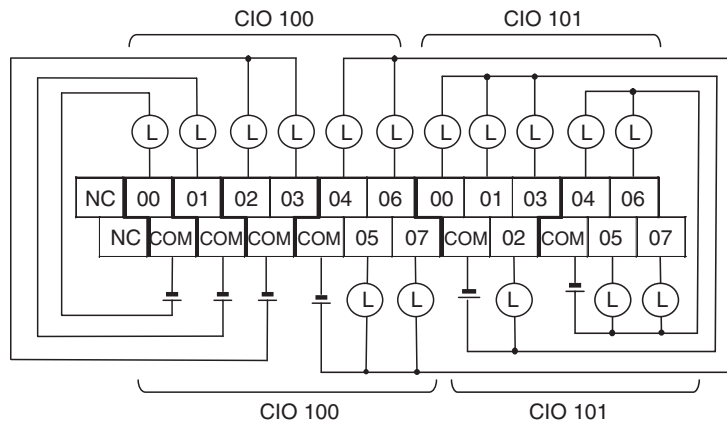 CIO 100 CIO 101
L L L L L L L L L L L
NC 00 01 02 03 04 06 00 01 03 04 06
NC COM COM COM COM 05 07 COM 02 COM 05 07
L L L L L
CIO 100 CIO 101